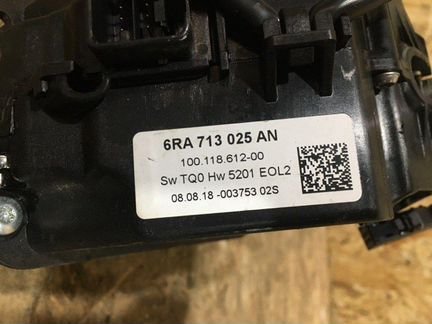 6RA 713 025 AN
100.118.612-00
Sw TQ0 Hw 5201 EOL2
08.08.18 -003753 02S